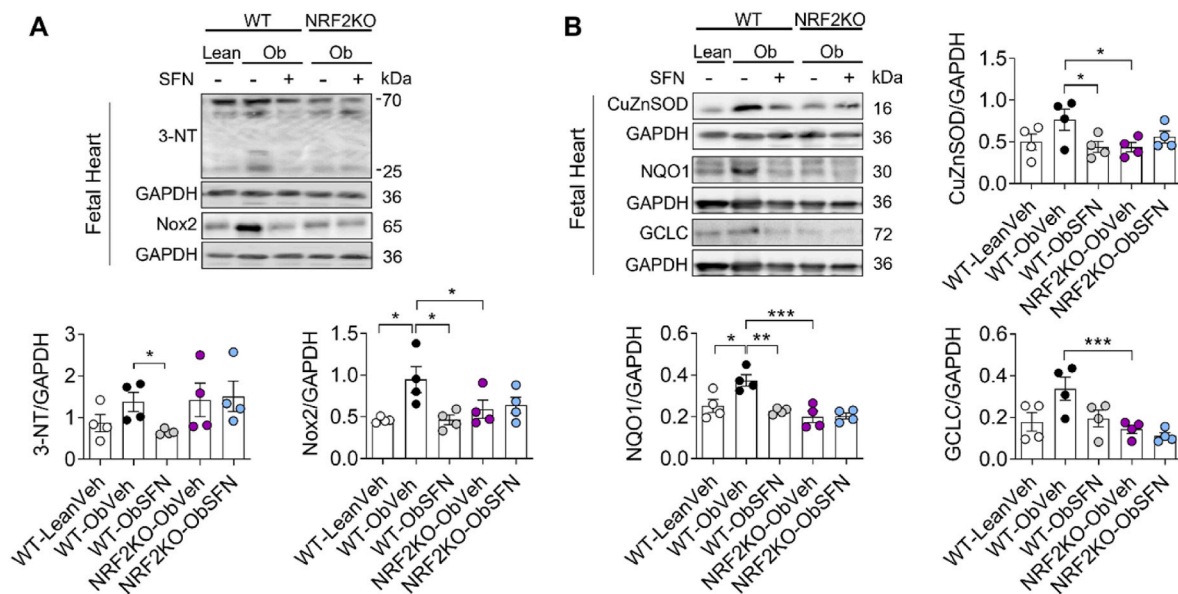 A
WT NRF2KO
Lean Ob Ob
SFN - - + - + kDa
Fetal Heart
3-NT
-70
-25
GAPDH 36
Nox2 65
GAPDH 36
3-NT/GAPDH
3
2
1
0
*
WT-LeanVeh
WT-ObVeh
WT-ObSFN
NRF2KO-ObVeh
NRF2KO-ObSFN
Nox2/GAPDH
1.5
1.0
0.5
0.0
*
* *
WT-LeanVeh
WT-ObVeh
WT-ObSFN
NRF2KO-ObVeh
NRF2KO-ObSFN
B
WT NRF2KO
Lean Ob Ob
SFN - - + - + kDa
Fetal Heart
CuZnSOD 16
GAPDH 36
NQO1 30
GAPDH 36
GCLC 72
GAPDH 36
CuZnSOD/GAPDH
1.5
1.0
0.5
0.0
*
*
WT-LeanVeh
WT-ObVeh
WT-ObSFN
NRF2KO-ObVeh
NRF2KO-ObSFN
NQO1/GAPDH
0.6
0.4
0.2
0.0
***
* **
WT-LeanVeh
WT-ObVeh
WT-ObSFN
NRF2KO-ObVeh
NRF2KO-ObSFN
GCLC/GAPDH
0.6
0.4
0.2
0.0
***
WT-LeanVeh
WT-ObVeh
WT-ObSFN
NRF2KO-ObVeh
NRF2KO-ObSFN